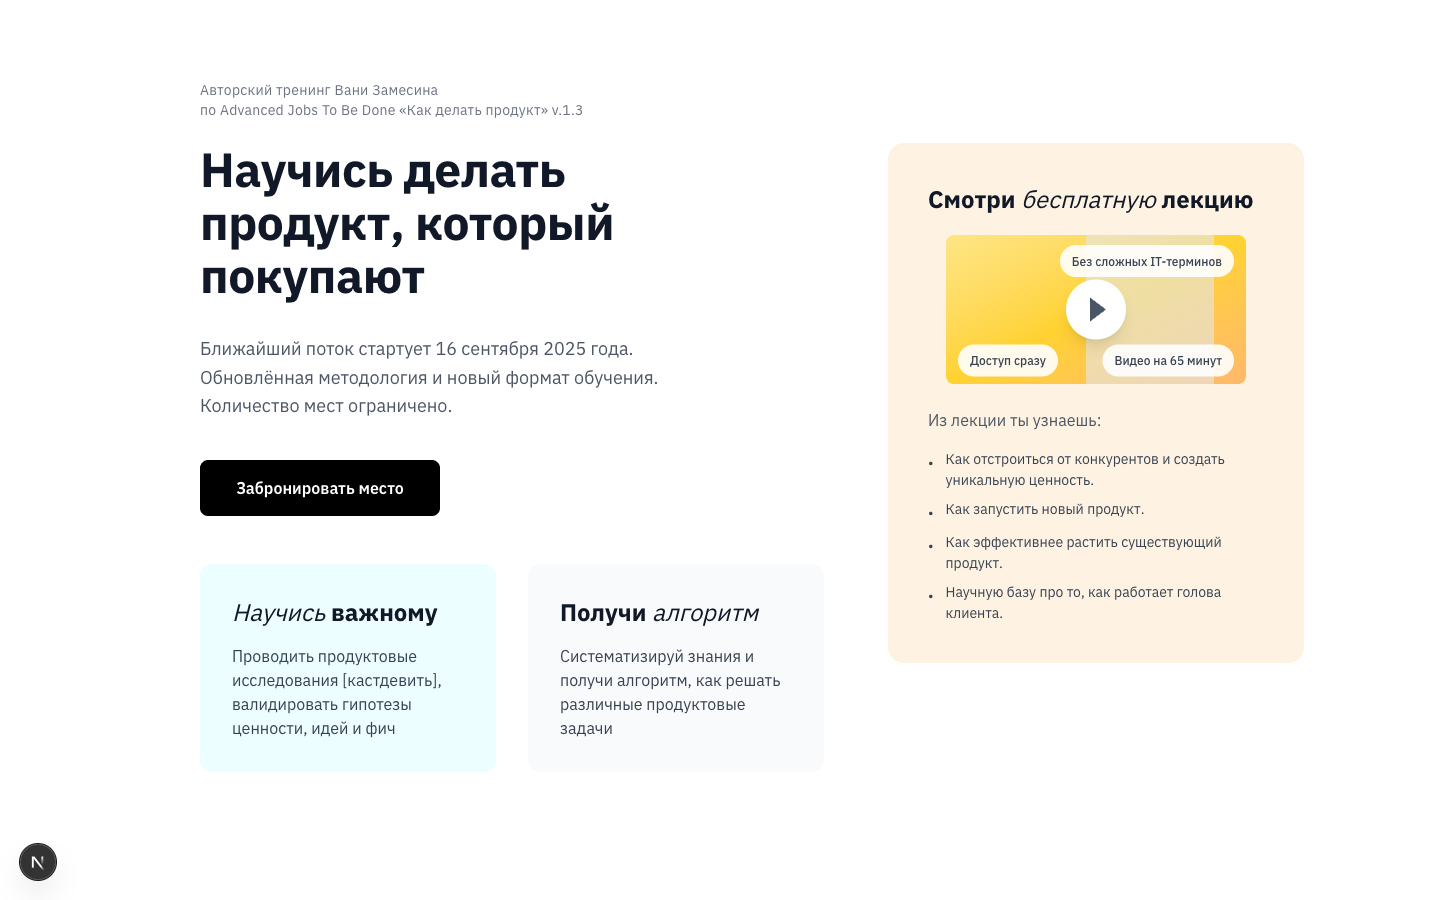 Авторский тренинг Вани Замесина
по Advanced Jobs To Be Done «Как делать продукт» v.1.3
Научись делать
продукт, который
покупают
Ближайший поток стартует 16 сентября 2025 года.
Обновлённая методология и новый формат обучения.
Количество мест ограничено.
Забронировать место
Научись важному
Проводить продуктовые
исследования [кастдевить],
валидировать гипотезы
ценности, идей и фич
Получи алгоритм
Систематизируй знания и
получи алгоритм, как решать
различные продуктовые
задачи
Смотри бесплатную лекцию
Без сложных IT-терминов
Доступ сразу
Видео на 65 минут
Из лекции ты узнаешь:
• Как отстроиться от конкурентов и создать
уникальную ценность.
• Как запустить новый продукт.
• Как эффективнее растить существующий
продукт.
• Научную базу про то, как работает голова
клиента.
N